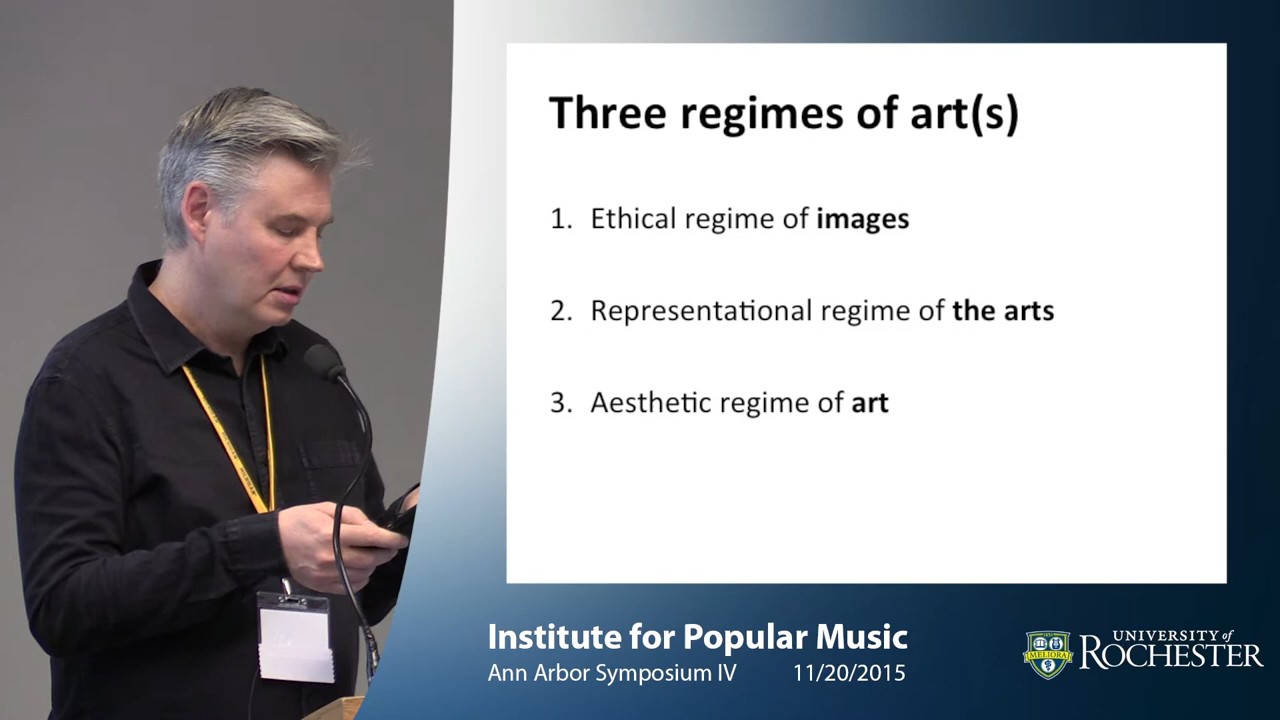 Three regimes of art(s)
1. Ethical regime of images
2. Representational regime of the arts
3. Aesthetic regime of art
Institute for Popular Music
Ann Arbor Symposium IV 11/20/2015
MELIORA
UNIVERSITY of
ROCHESTER